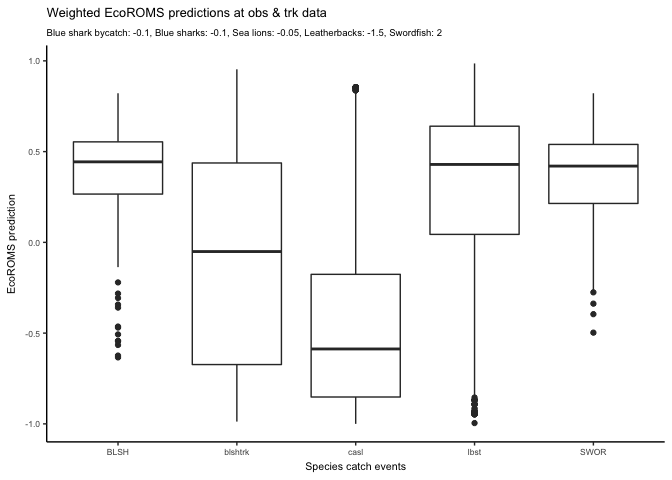 Weighted EcoROMS predictions at obs & trk data
Blue shark bycatch: -0.1, Blue sharks: -0.1, Sea lions: -0.05, Leatherbacks: -1.5, Swordfish: 2
1.0
0.5
0.0
-0.5
-1.0
EcoROMS prediction
BLSH blshtrk casl lbst SWOR
Species catch events